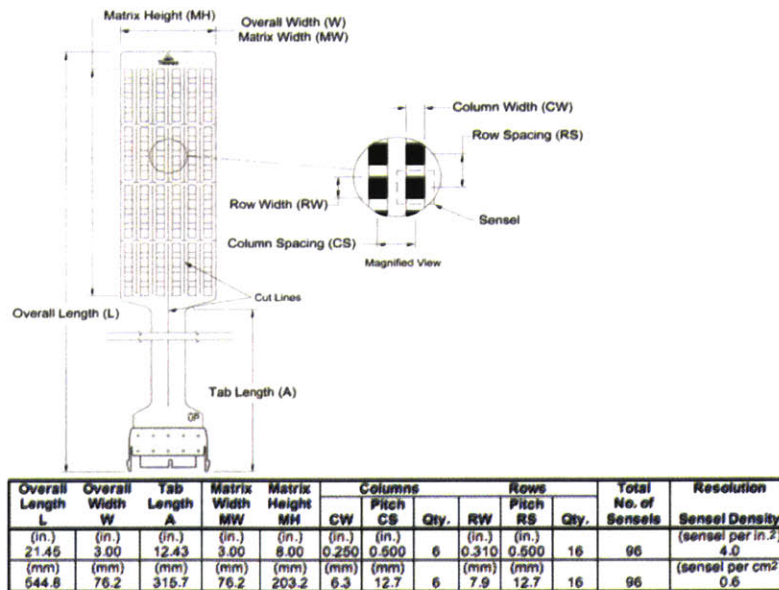 Matrix Height (MH)
Overall Width (W)
Matrix Width (MW)
Column Width (CW)
Row Spacing (RS)
Row Width (RW)
Sensel
Column Spacing (CS)
Magnified View
Cut Lines
Overall Length (L)
Tab Length (A)
Overall Length L Overall Width W Tab Length A Matrix Width MW Matrix Height MH Columns Rows Total No. of Sensels Resolution
CW Pitch CS Qty. RW Pitch RS Qty. Sensel Density
(in.) (in.) (in.) (in.) (in.) (in.) (in.) (in.) (in.) (sensel per in.2)
21.45 3.00 12.43 3.00 8.00 0.250 0.500 6 0.310 0.500 16 96 4.0
(mm) (mm) (mm) (mm) (mm) (mm) (mm) (mm) (mm) (sensel per cm2)
544.8 76.2 315.7 76.2 203.2 6.3 12.7 6 7.9 12.7 16 96 0.6